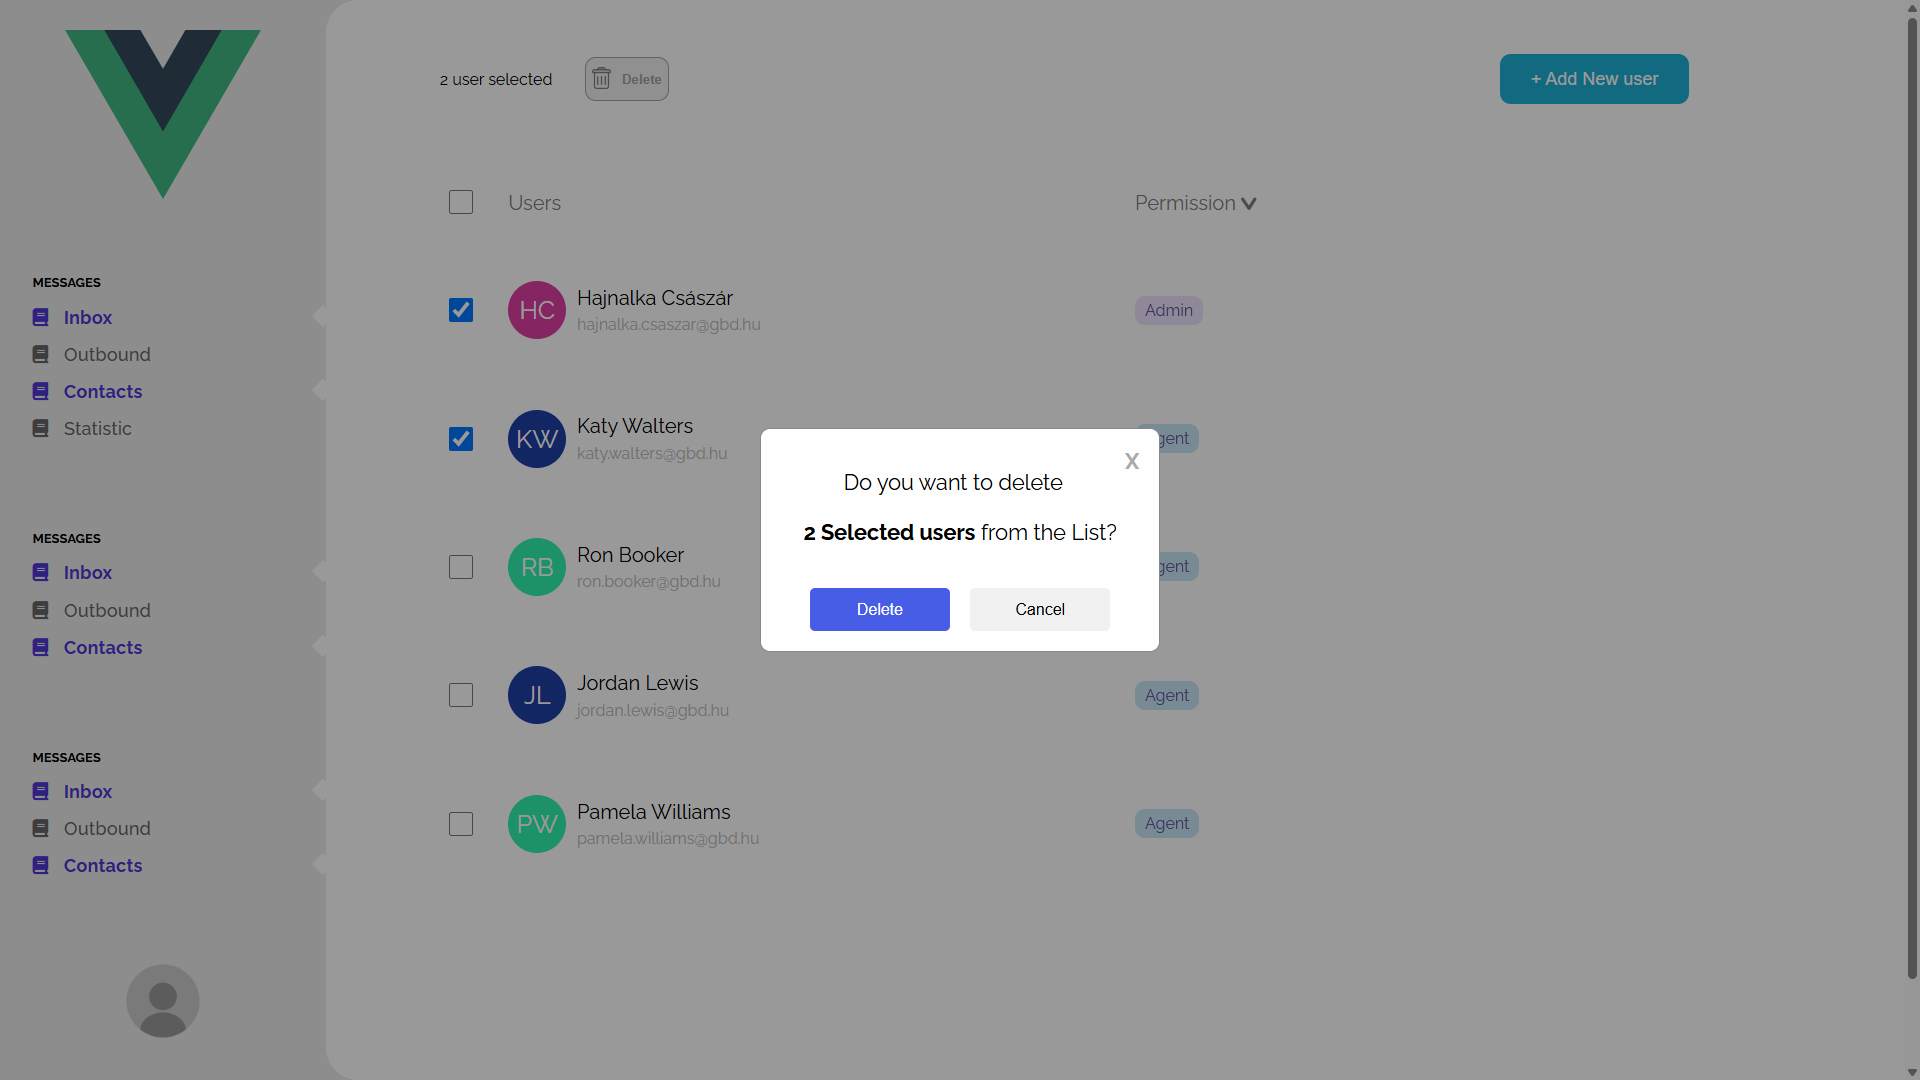 2 user selected
Delete
+ Add New user
Users
Permission
MESSAGES
Inbox
Outbound
Contacts
Statistic
HC
Hajnalka Császár
hajnalka.csaszar@gbd.hu
Admin
KW
Katy Walters
katy.walters@gbd.hu
gent
X
Do you want to delete
2 Selected users from the List?
Delete
Cancel
MESSAGES
Inbox
Outbound
Contacts
RB
Ron Booker
ron.booker@gbd.hu
gent
JL
Jordan Lewis
jordan.lewis@gbd.hu
Agent
MESSAGES
Inbox
Outbound
Contacts
PW
Pamela Williams
pamela.williams@gbd.hu
Agent